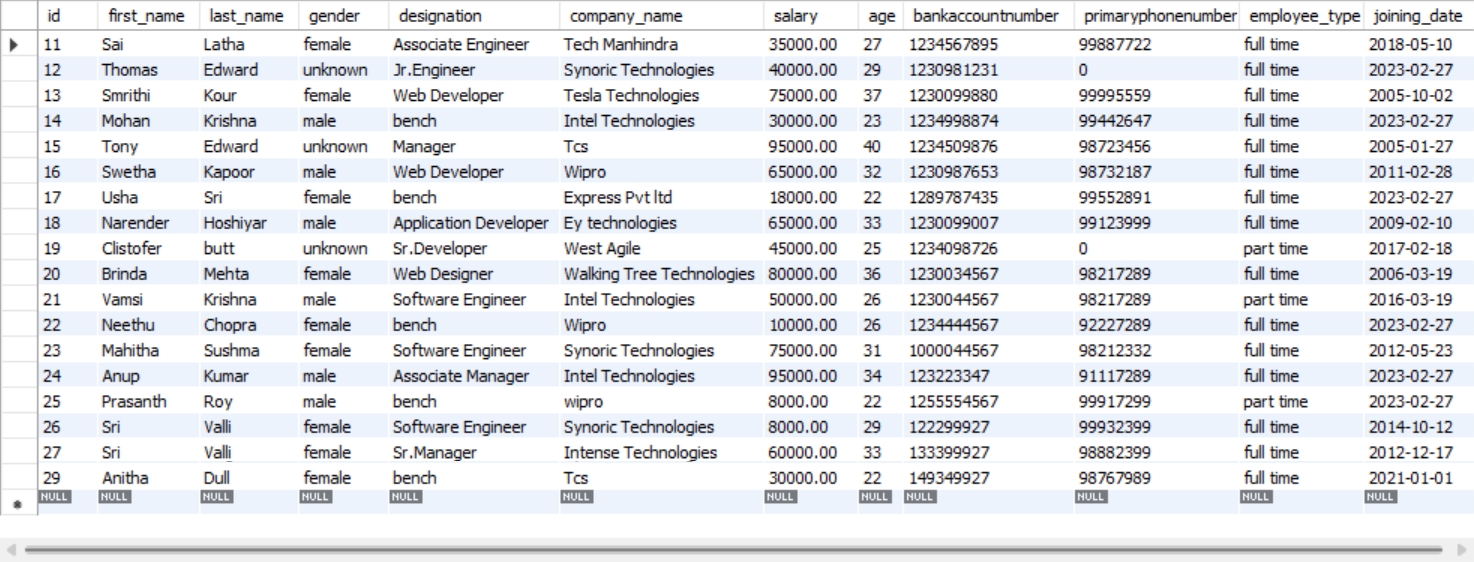 id first_name last_name gender designation company_name salary age bankaccountnumber primaryphonenumber employee_type joining_date
11 Sai Latha female Associate Engineer Tech Manhindra 35000.00 27 1234567895 99887722 full time 2018-05-10
12 Thomas Edward unknown Jr.Engineer Synoric Technologies 40000.00 29 1230981231 0 full time 2023-02-27
13 Smrithi Kour female Web Developer Tesla Technologies 75000.00 37 1230099880 99995559 full time 2005-10-02
14 Mohan Krishna male bench Intel Technologies 30000.00 23 1234998874 99442647 full time 2023-02-27
15 Tony Edward unknown Manager Tcs 95000.00 40 1234509876 98723456 full time 2005-01-27
16 Swetha Kapoor male Web Developer Wipro 65000.00 32 1230987653 98732187 full time 2011-02-28
17 Usha Sri female bench Express Pvt ltd 18000.00 22 1289787435 99552891 full time 2023-02-27
18 Narender Hoshiyar male Application Developer Ey technologies 65000.00 33 1230099007 99123999 full time 2009-02-10
19 Clistofer butt unknown Sr.Developer West Agile 45000.00 25 1234098726 0 part time 2017-02-18
20 Brinda Mehta female Web Designer Walking Tree Technologies 80000.00 36 1230034567 98217289 full time 2006-03-19
21 Vamsi Krishna male Software Engineer Intel Technologies 50000.00 26 1230044567 98217289 part time 2016-03-19
22 Neethu Chopra female bench Wipro 10000.00 26 1234444567 92227289 full time 2023-02-27
23 Mahitha Sushma female Software Engineer Synoric Technologies 75000.00 31 1000044567 98212332 full time 2012-05-23
24 Anup Kumar male Associate Manager Intel Technologies 95000.00 34 123223347 91117289 full time 2023-02-27
25 Prasanth Roy male bench wipro 8000.00 22 1255554567 99917299 part time 2023-02-27
26 Sri Valli female Software Engineer Synoric Technologies 8000.00 29 122299927 99932399 full time 2014-10-12
27 Sri Valli female Sr.Manager Intense Technologies 60000.00 33 133399927 98882399 full time 2012-12-17
29 Anitha Dull female bench Tcs 30000.00 22 149349927 98767989 full time 2021-01-01
NULL NULL NULL NULL NULL NULL NULL NULL NULL NULL NULL NULL